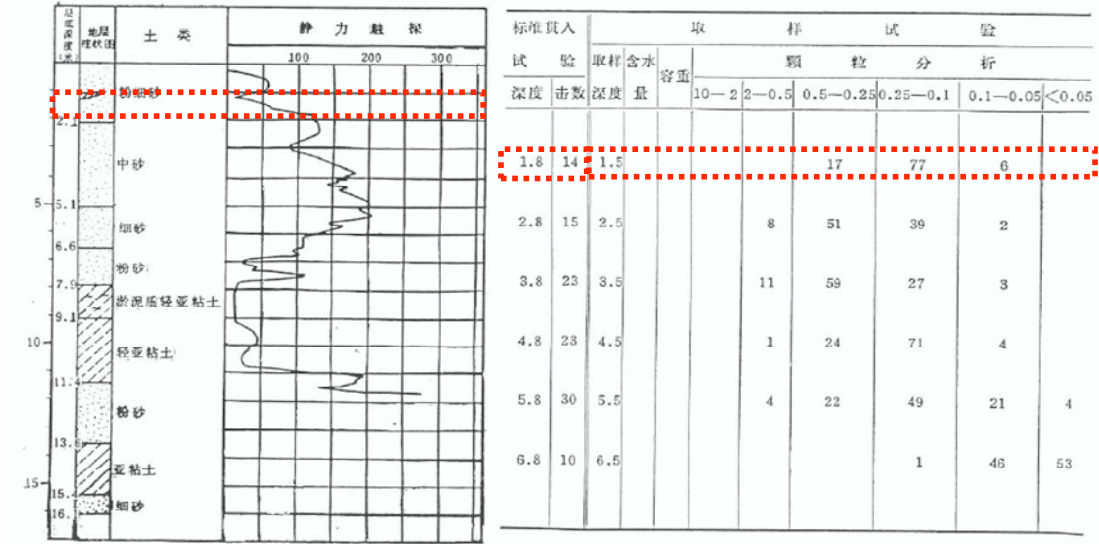 层底深度(米) 地层柱状图 土 类 静 力 触 探
100 200 300
粉细砂
2.1
中砂
5 5.1
细砂
6.6
粉砂
7.9
淤泥质轻亚粘土
9.1
10
轻亚粘土
11.4
粉砂
13.8
亚粘土
15
15.4
细砂
16.
标准贯入 取 样 试 验
试 验 取样 含水 容重 颗 粒 分 析
深度 击数 深度 量 10—2 2—0.5 0.5—0.25 0.25—0.1 0.1—0.05 <0.05
1.8 14 1.5 17 77 6
2.8 15 2.5 8 51 39 2
3.8 23 3.5 11 59 27 3
4.8 23 4.5 1 24 71 4
5.8 30 5.5 4 22 49 21 4
6.8 10 6.5 1 46 53